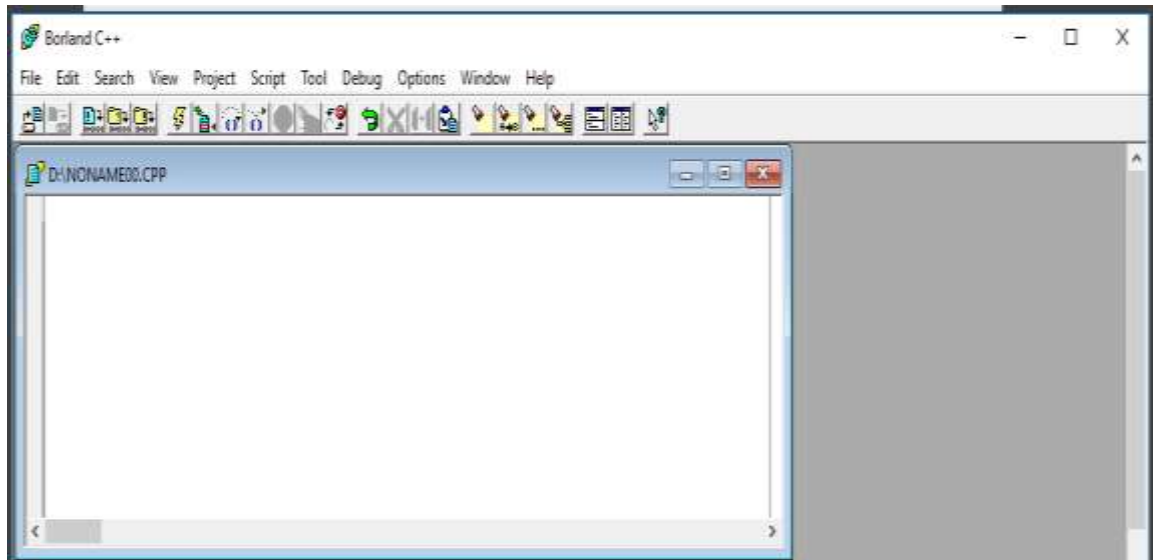 Borland C++
File Edit Search View Project Script Tool Debug Options Window Help
D:\NONAME00.CPP